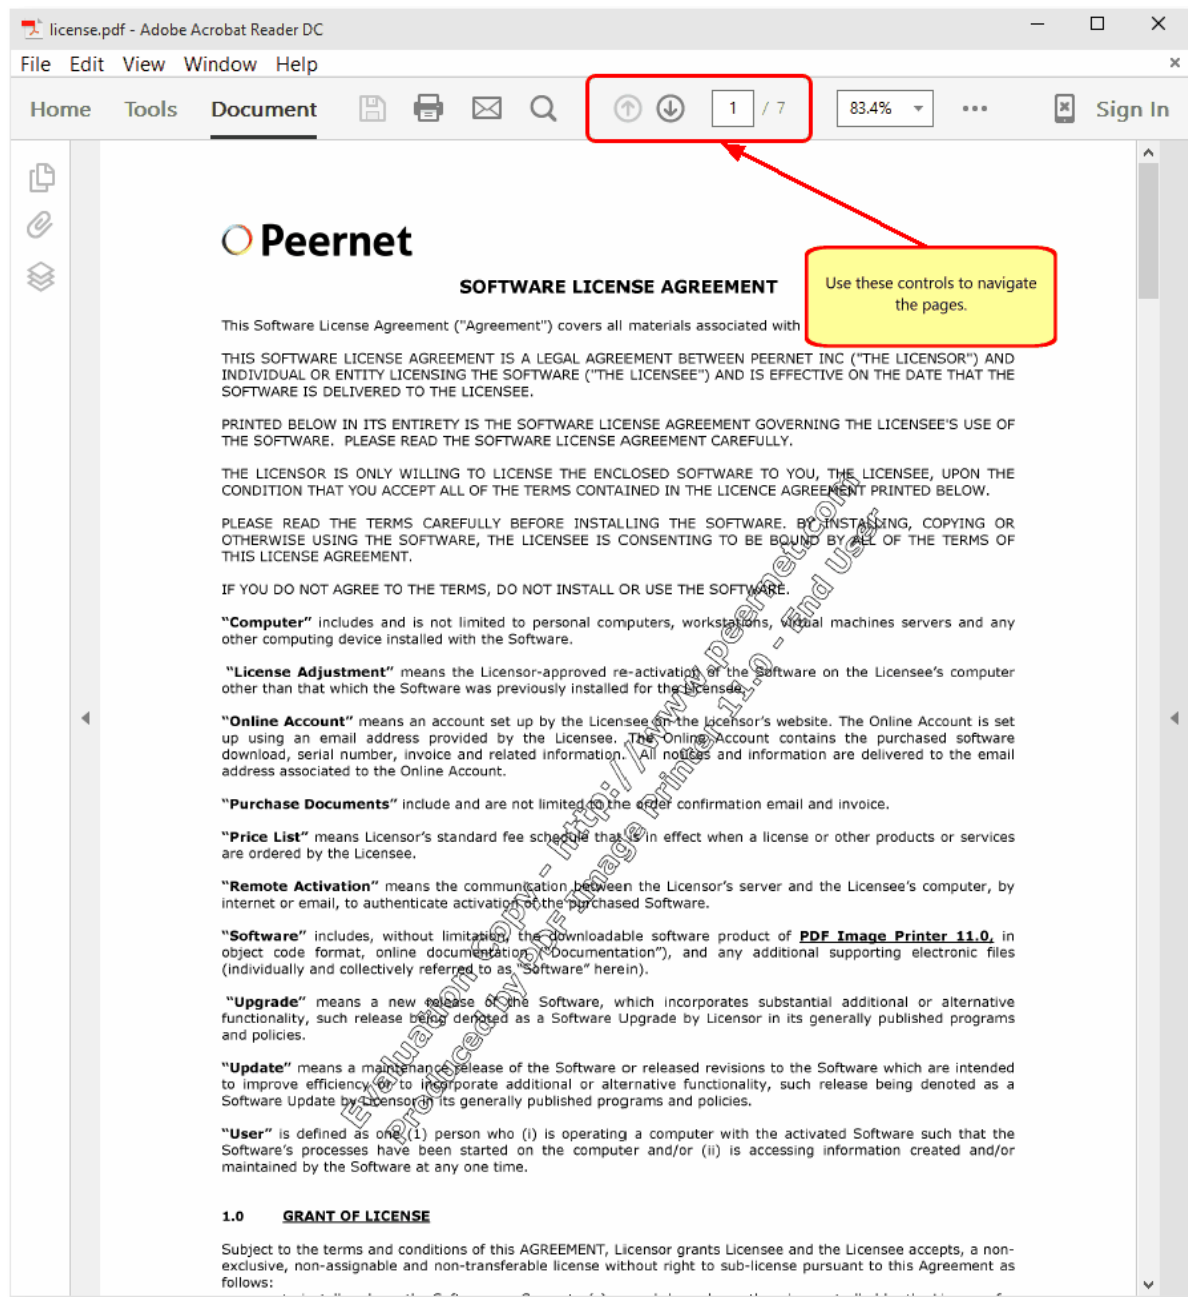 license.pdf - Adobe Acrobat Reader DC
File Edit View Window Help
Home Tools Document 1 / 7 83.4% Sign In
Peernet
SOFTWARE LICENSE AGREEMENT
Use these controls to navigate
the pages.
This Software License Agreement ("Agreement") covers all materials associated with
THIS SOFTWARE LICENSE AGREEMENT IS A LEGAL AGREEMENT BETWEEN PEERNET INC ("THE LICENSOR") AND
INDIVIDUAL OR ENTITY LICENSING THE SOFTWARE ("THE LICENSEE") AND IS EFFECTIVE ON THE DATE THAT THE
SOFTWARE IS DELIVERED TO THE LICENSEE.
PRINTED BELOW IN ITS ENTIRETY IS THE SOFTWARE LICENSE AGREEMENT GOVERNING THE LICENSEE'S USE OF
THE SOFTWARE. PLEASE READ THE SOFTWARE LICENSE AGREEMENT CAREFULLY.
THE LICENSOR IS ONLY WILLING TO LICENSE THE ENCLOSED SOFTWARE TO YOU, THE LICENSEE, UPON THE
CONDITION THAT YOU ACCEPT ALL OF THE TERMS CONTAINED IN THE LICENCE AGREEMENT PRINTED BELOW.
PLEASE READ THE TERMS CAREFULLY BEFORE INSTALLING THE SOFTWARE. BY INSTALLING, COPYING OR
OTHERWISE USING THE SOFTWARE, THE LICENSEE IS CONSENTING TO BE BOUND BY ALL OF THE TERMS OF
THIS LICENSE AGREEMENT.
IF YOU DO NOT AGREE TO THE TERMS, DO NOT INSTALL OR USE THE SOFTWARE.
"Computer" includes and is not limited to personal computers, workstations, virtual machines servers and any
other computing device installed with the Software.
"License Adjustment" means the Licensor-approved re-activation of the Software on the Licensee's computer
other than that which the Software was previously installed for the Licensee.
"Online Account" means an account set up by the Licensee on the Licensor's website. The Online Account is set
up using an email address provided by the Licensee. The Online Account contains the purchased software
download, serial number, invoice and related information. All notices and information are delivered to the email
address associated to the Online Account.
"Purchase Documents" include and are not limited to the order confirmation email and invoice.
"Price List" means Licensor's standard fee schedule that is in effect when a license or other products or services
are ordered by the Licensee.
"Remote Activation" means the communication between the Licensor's server and the Licensee's computer, by
internet or email, to authenticate activation of the purchased Software.
"Software" includes, without limitation, the downloadable software product of PDF Image Printer 11.0, in
object code format, online documentation ("Documentation"), and any additional supporting electronic files
(individually and collectively referred to as "Software" herein).
"Upgrade" means a new release of the Software, which incorporates substantial additional or alternative
functionality, such release being denoted as a Software Upgrade by Licensor in its generally published programs
and policies.
"Update" means a maintenance release of the Software or released revisions to the Software which are intended
to improve efficiency or to incorporate additional or alternative functionality, such release being denoted as a
Software Update by Licensor in its generally published programs and policies.
"User" is defined as one (1) person who (i) is operating a computer with the activated Software such that the
Software's processes have been started on the computer and/or (ii) is accessing information created and/or
maintained by the Software at any one time.
1.0 GRANT OF LICENSE
Subject to the terms and conditions of this AGREEMENT, Licensor grants Licensee and the Licensee accepts, a non-
exclusive, non-assignable and non-transferable license without right to sub-license pursuant to this Agreement as
follows:
Evaluation Copy - http://www.peernet.com
Produced by PDF Image Printer 11.0 - End User